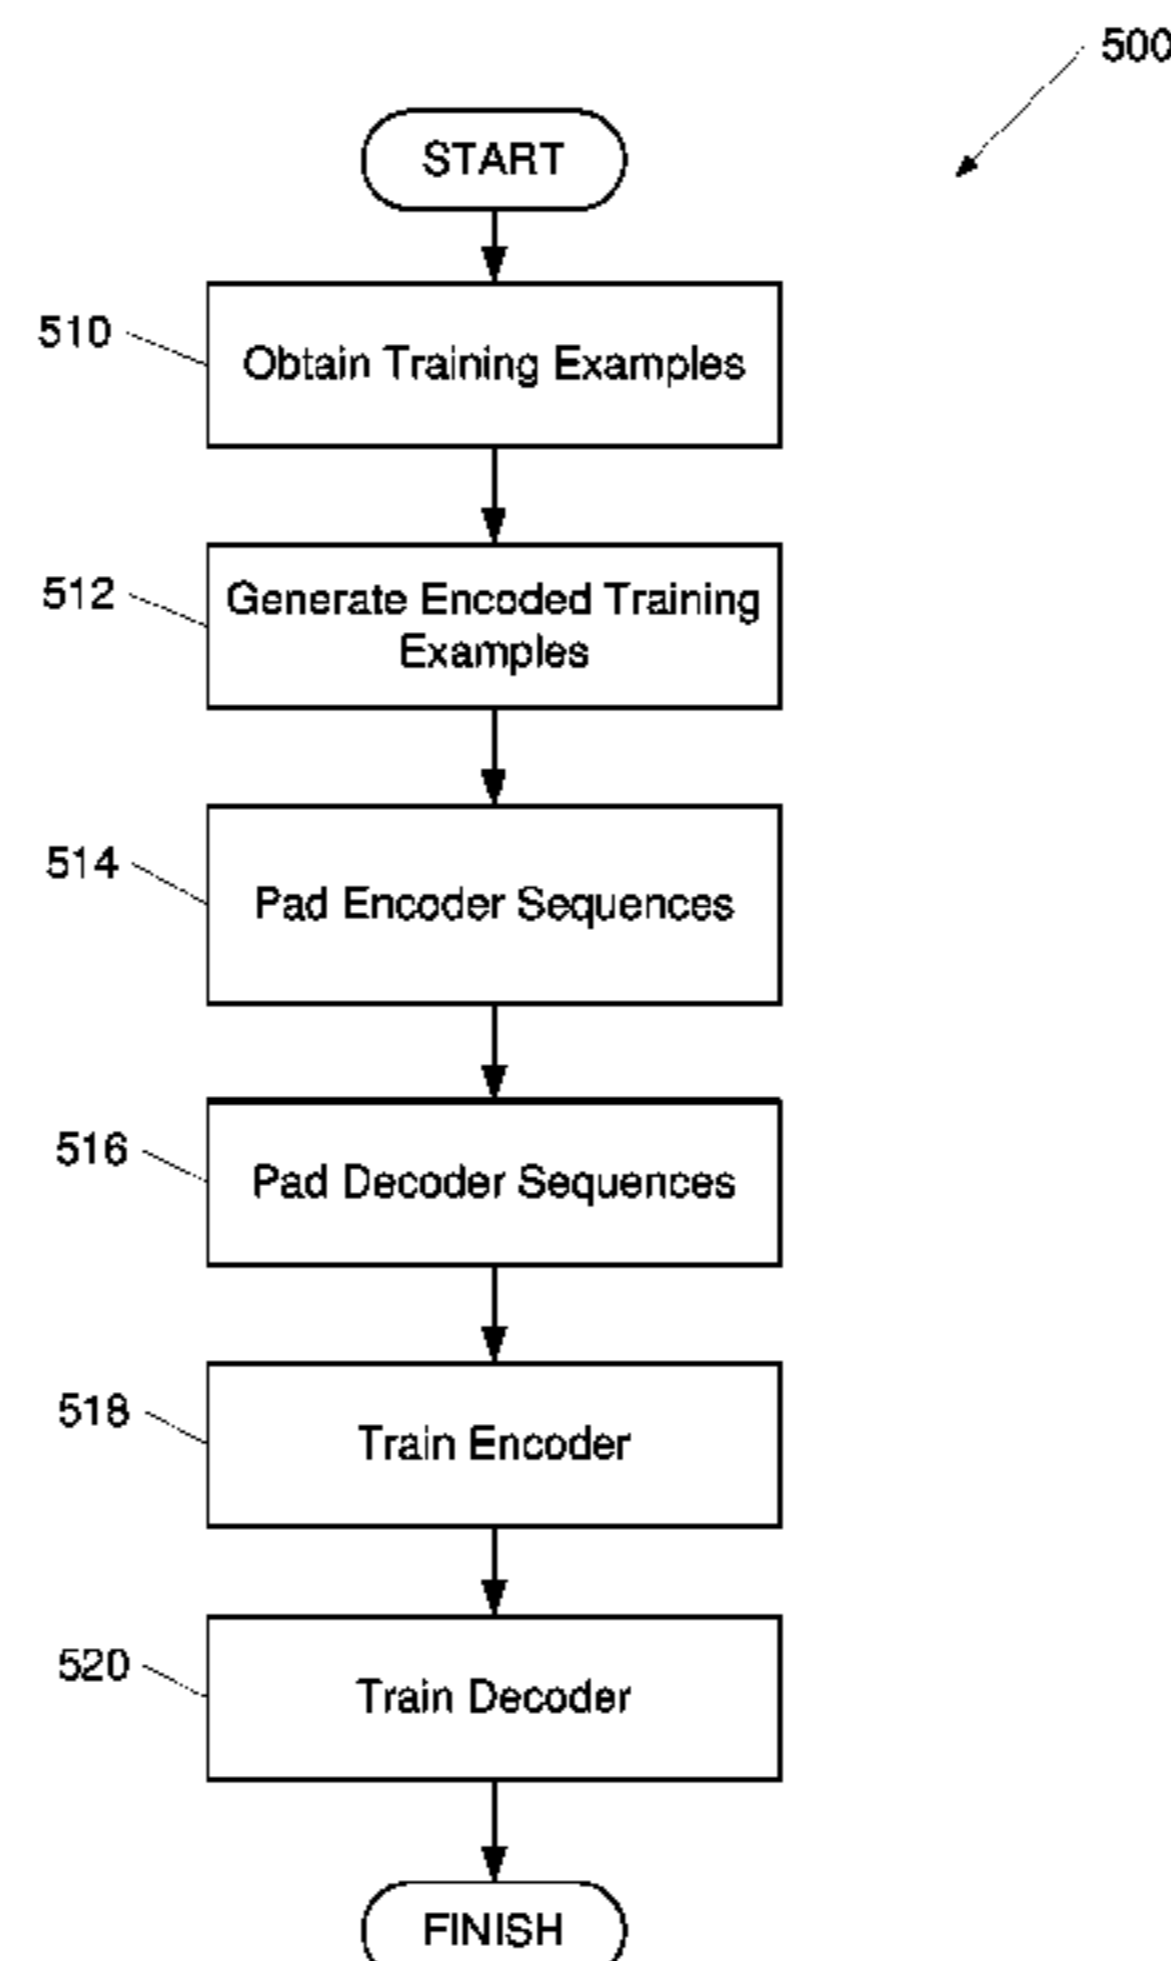 500
START
510
Obtain Training Examples
512
Generate Encoded Training
Examples
514
Pad Encoder Sequences
516
Pad Decoder Sequences
518
Train Encoder
520
Train Decoder
FINISH